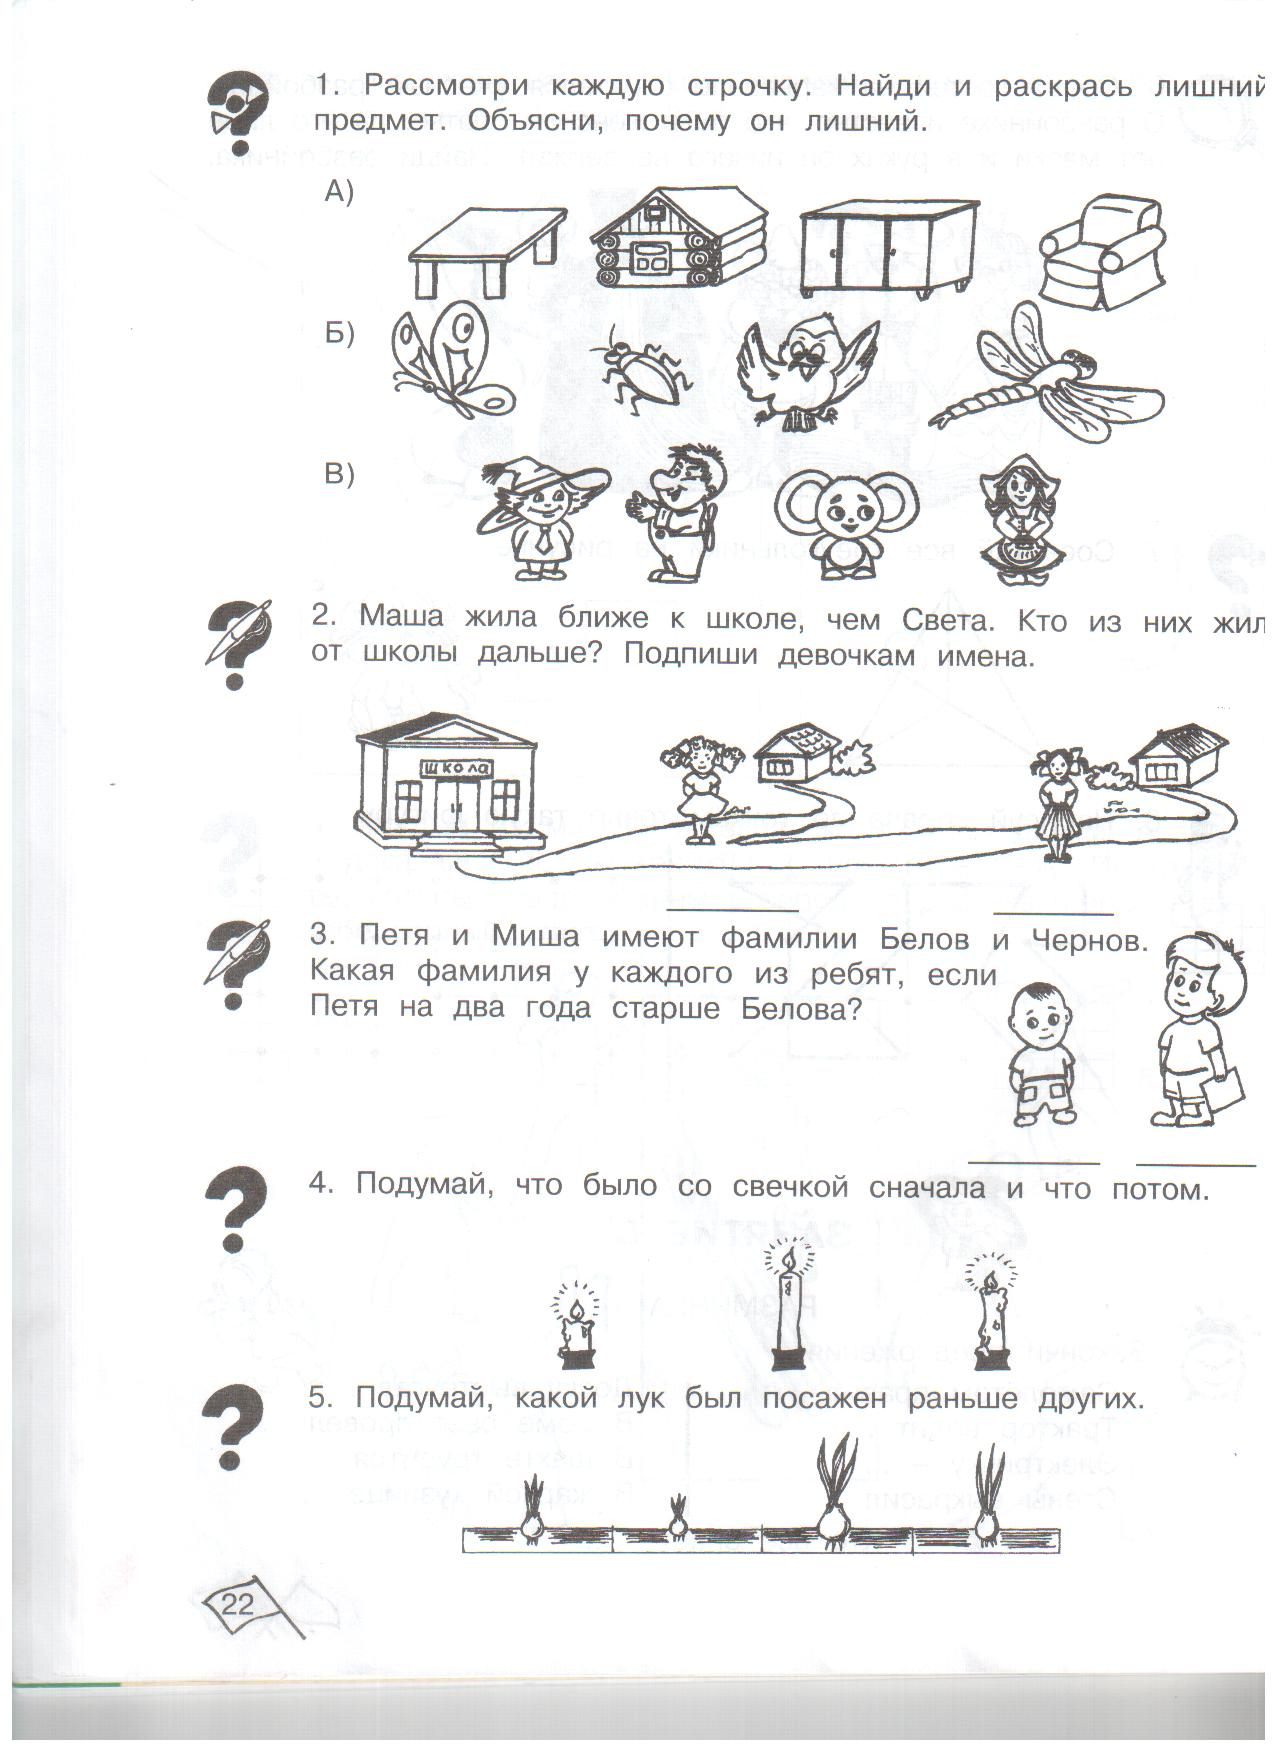 1. Рассмотри каждую строчку. Найди и раскрась лишний
предмет. Объясни, почему он лишний.
А)
Б)
В)
2. Маша жила ближе к школе, чем Света. Кто из них жил
от школы дальше? Подпиши девочкам имена.
школа
3. Петя и Миша имеют фамилии Белов и Чернов.
Какая фамилия у каждого из ребят, если
Петя на два года старше Белова?
4. Подумай, что было со свечкой сначала и что потом.
5. Подумай, какой лук был посажен раньше других.
22